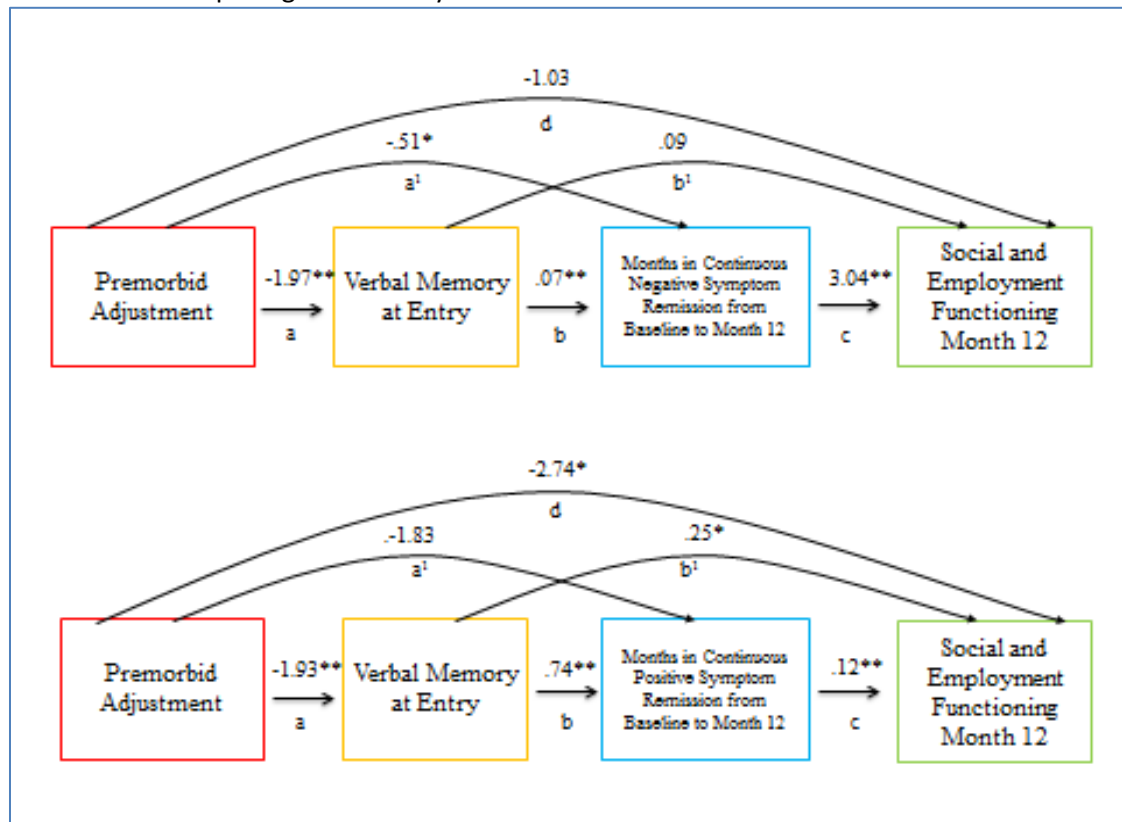 -1.03
d
-.51*
.09
a¹
b¹
Premorbid
Adjustment
-1.97**
a
Verbal Memory
at Entry
.07**
b
Months in Continuous
Negative Symptom
Remission from
Baseline to Month 12
3.04**
c
Social and
Employment
Functioning
Month 12
-2.74*
d
.-1.83
.25*
a¹
b¹
Premorbid
Adjustment
-1.93**
a
Verbal Memory
at Entry
.74**
b
Months in Continuous
Positive Symptom
Remission from
Baseline to Month 12
.12**
c
Social and
Employment
Functioning
Month 12